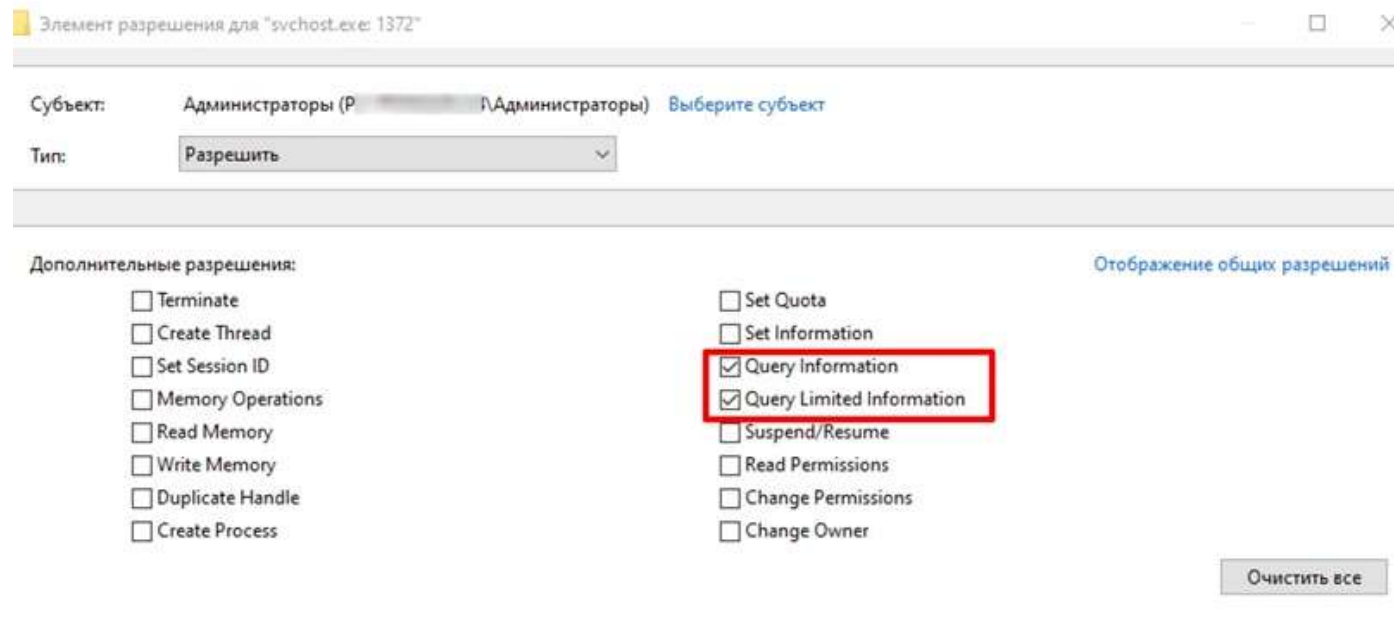 Элемент разрешения для "svchost.exe: 1372"
Субъект: Администраторы (P \Администраторы) Выберите субъект
Тип: Разрешить
Дополнительные разрешения: Отображение общих разрешений
Terminate Set Quota
Create Thread Set Information
Set Session ID Query Information
Memory Operations Query Limited Information
Read Memory Suspend/Resume
Write Memory Read Permissions
Duplicate Handle Change Permissions
Create Process Change Owner
Очистить все